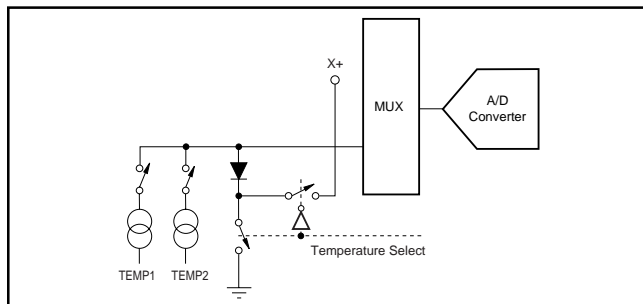 X+
MUX
A/D
Converter
Temperature Select
TEMP1 TEMP2